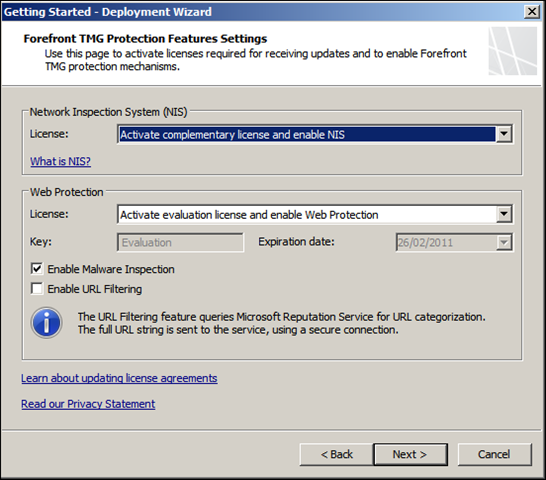 Getting Started - Deployment Wizard
Forefront TMG Protection Features Settings
Use this page to activate licenses required for receiving updates and to enable Forefront
TMG protection mechanisms.
Network Inspection System (NIS)
License: Activate complementary license and enable NIS
What is NIS?
Web Protection
License: Activate evaluation license and enable Web Protection
Key: Evaluation Expiration date: 26/02/2011
Enable Malware Inspection
Enable URL Filtering
The URL Filtering feature queries Microsoft Reputation Service for URL categorization.
The full URL string is sent to the service, using a secure connection.
Learn about updating license agreements
Read our Privacy Statement
< Back Next > Cancel